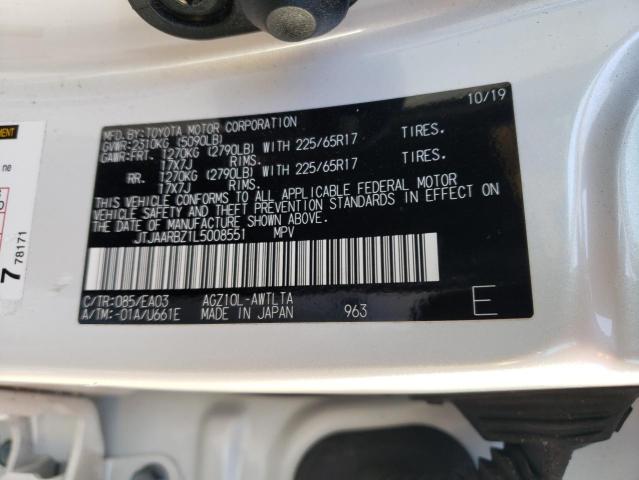 MFD.BY:TOYOTA MOTOR CORPORATION 10/19
GVWR:2310KG (5090LB)
GAWR:FRT. 1270KG (2790LB) WITH 225/65R17 TIRES.
17X7J RIMS.
RR. 1270KG (2790LB) WITH 225/65R17 TIRES.
17X7J RIMS.
THIS VEHICLE CONFORMS TO ALL APPLICABLE FEDERAL MOTOR
VEHICLE SAFETY AND THEFT PREVENTION STANDARDS IN EFFECT ON
THE DATE OF MANUFACTURE SHOWN ABOVE.
JTJAARBZ1L5008551 MPV
C/TR:085/EA03 AGZ10L-AWTLTA
A/TM:-01A/U661E MADE IN JAPAN 963 E
ne
7 78171